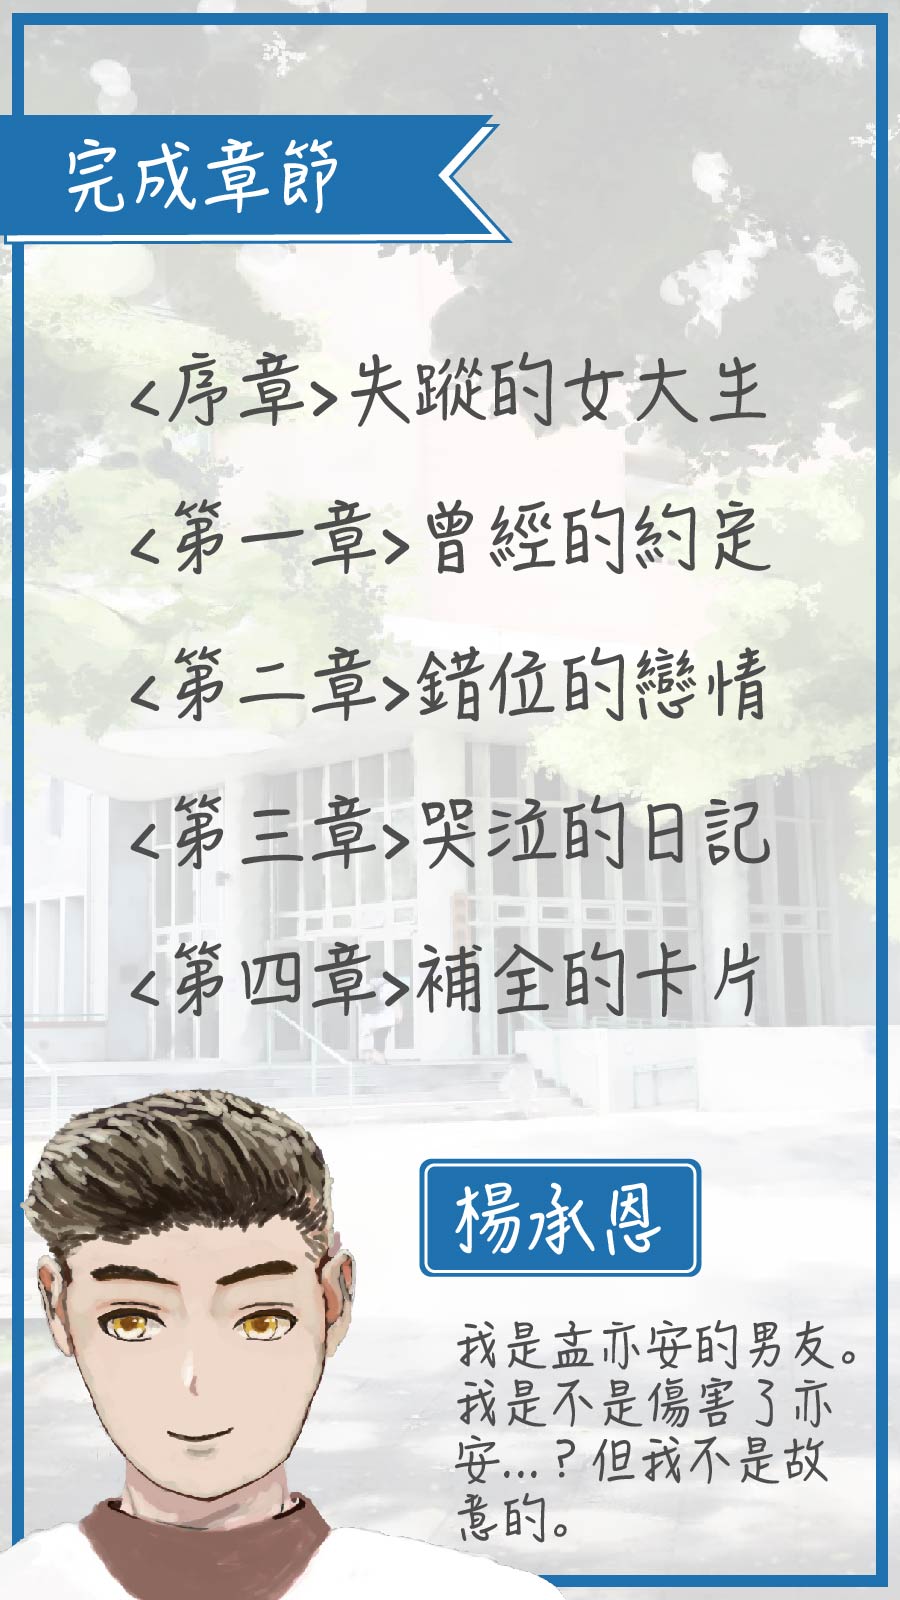 完成章節
<序章>失蹤的女大生
<第一章>曾經的約定
<第二章>錯位的戀情
<第三章>哭泣的日記
<第四章>補全的卡片
楊承恩
我是孟亦安的男友。
我是不是傷害了亦
安...？但我不是故
意的。